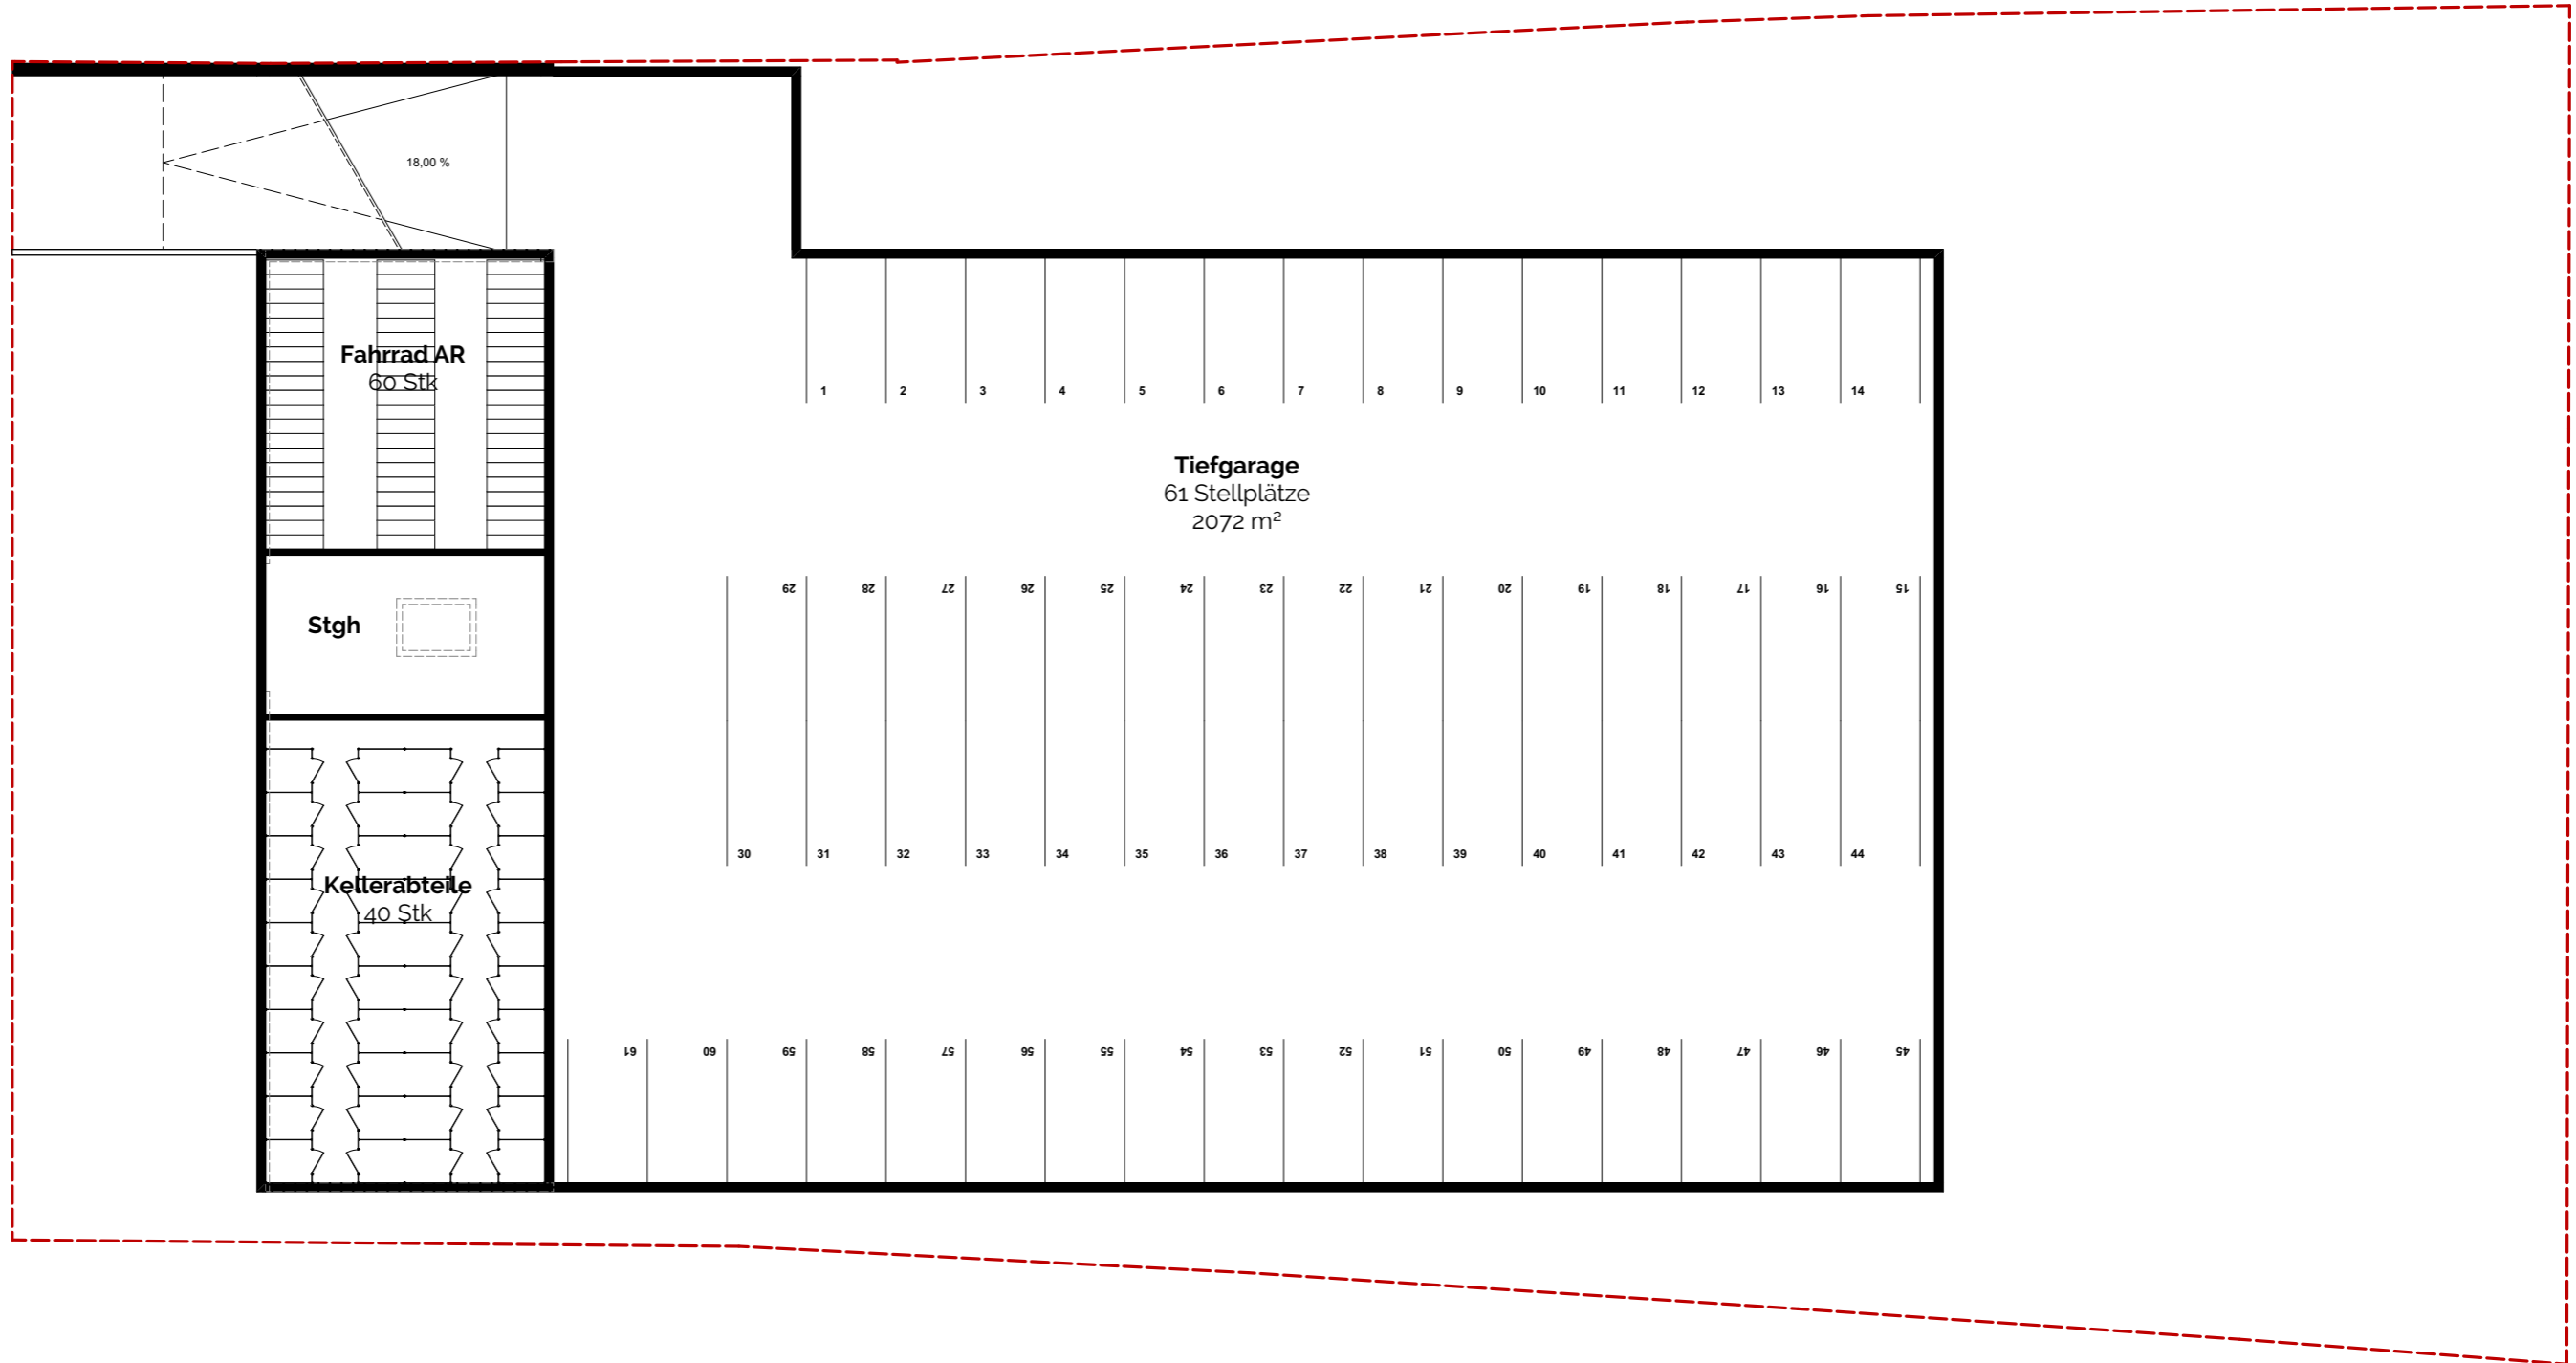 18,00 %
Fahrrad AR
60 Stk
1 2 3 4 5 6 7 8 9 10 11 12 13 14
Tiefgarage
61 Stellplätze
2072 m²
29 28 27 26 25 24 23 22 21 20 19 18 17 16 15
Stgh
30 31 32 33 34 35 36 37 38 39 40 41 42 43 44
Kellerabteile
40 Stk
61 60 59 58 57 56 55 54 53 52 51 50 49 48 47 46 45